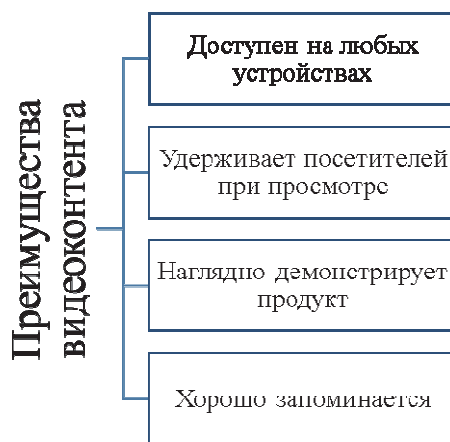 Преимущества
видеоконтента
Доступен на любых
устройствах
Удерживает посетителей
при просмотре
Наглядно демонстрирует
продукт
Хорошо запоминается